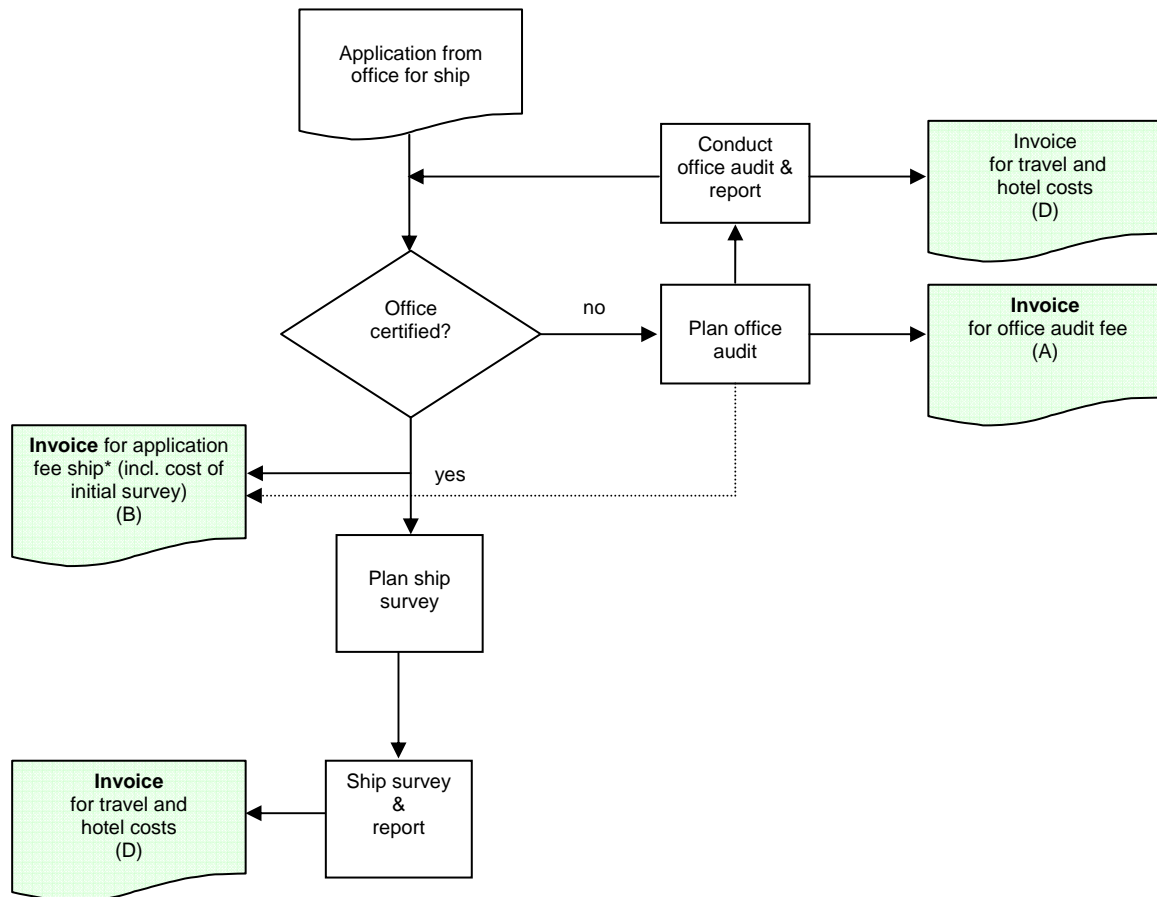 Application from
office for ship
Conduct
office audit &
report
Invoice
for travel and
hotel costs
(D)
Office
certified?
no
Plan office
audit
Invoice
for office audit fee
(A)
Invoice for application
fee ship* (incl. cost of
initial survey)
(B)
yes
Plan ship
survey
Invoice
for travel and
hotel costs
(D)
Ship survey
&
report